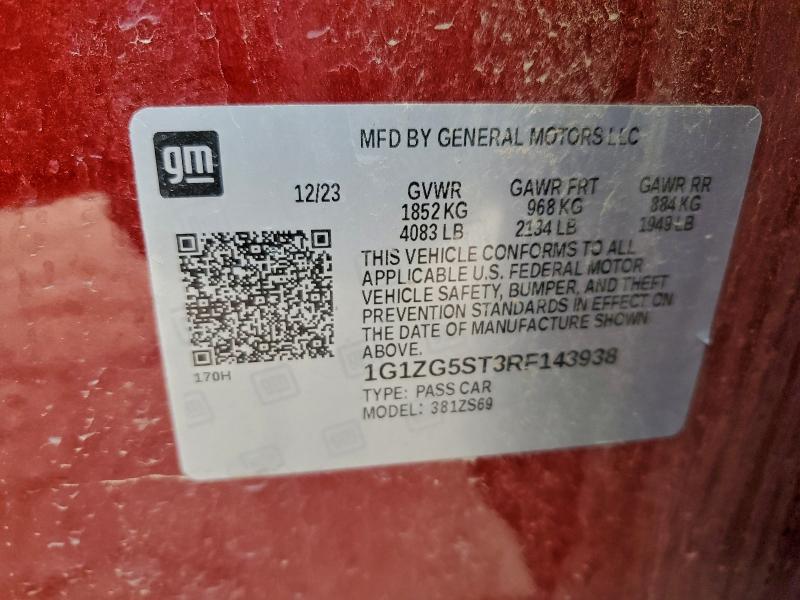 gm
MFD BY GENERAL MOTORS LLC
12/23 GVWR GAWR FRT GAWR RR
1852 KG 968 KG 884 KG
4083 LB 2134 LB 1949 LB
THIS VEHICLE CONFORMS TO ALL
APPLICABLE U.S. FEDERAL MOTOR
VEHICLE SAFETY, BUMPER, AND THEFT
PREVENTION STANDARDS IN EFFECT ON
THE DATE OF MANUFACTURE SHOWN
ABOVE.
170H
1G1ZG5ST3RF143938
TYPE: PASS CAR
MODEL: 381ZS69